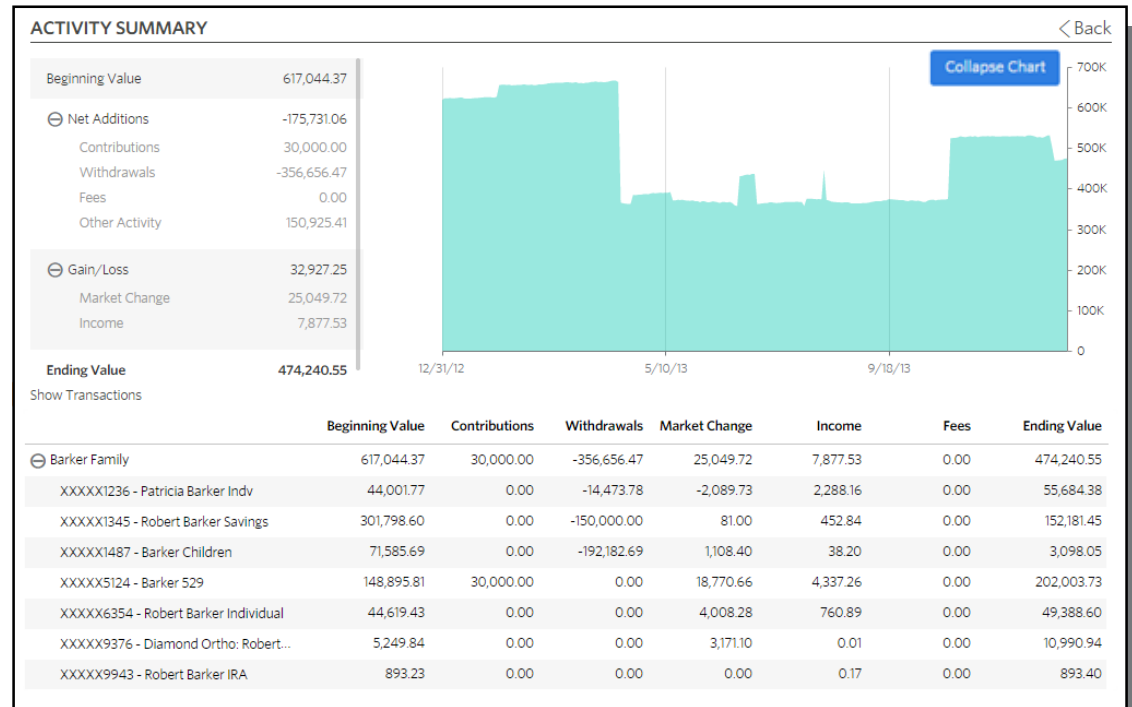 ACTIVITY SUMMARY
Back
Beginning Value 617,044.37
Net Additions -175,731.06
Contributions 30,000.00
Withdrawals -356,656.47
Fees 0.00
Other Activity 150,925.41
Gain/Loss 32,927.25
Market Change 25,049.72
Income 7,877.53
Ending Value 474,240.55
Show Transactions
Collapse Chart
700K
600K
500K
400K
300K
200K
100K
0
12/31/12 5/10/13 9/18/13
Beginning Value Contributions Withdrawals Market Change Income Fees Ending Value
Barker Family 617,044.37 30,000.00 -356,656.47 25,049.72 7,877.53 0.00 474,240.55
XXXXX1236 - Patricia Barker Indv 44,001.77 0.00 -14,473.78 -2,089.73 2,288.16 0.00 55,684.38
XXXXX1345 - Robert Barker Savings 301,798.60 0.00 -150,000.00 81.00 452.84 0.00 152,181.45
XXXXX1487 - Barker Children 71,585.69 0.00 -192,182.69 1,108.40 38.20 0.00 3,098.05
XXXXX5124 - Barker 529 148,895.81 30,000.00 0.00 18,770.66 4,337.26 0.00 202,003.73
XXXXX6354 - Robert Barker Individual 44,619.43 0.00 0.00 4,008.28 760.89 0.00 49,388.60
XXXXX9376 - Diamond Ortho: Robert... 5,249.84 0.00 0.00 3,171.10 0.01 0.00 10,990.94
XXXXX9943 - Robert Barker IRA 893.23 0.00 0.00 0.00 0.17 0.00 893.40